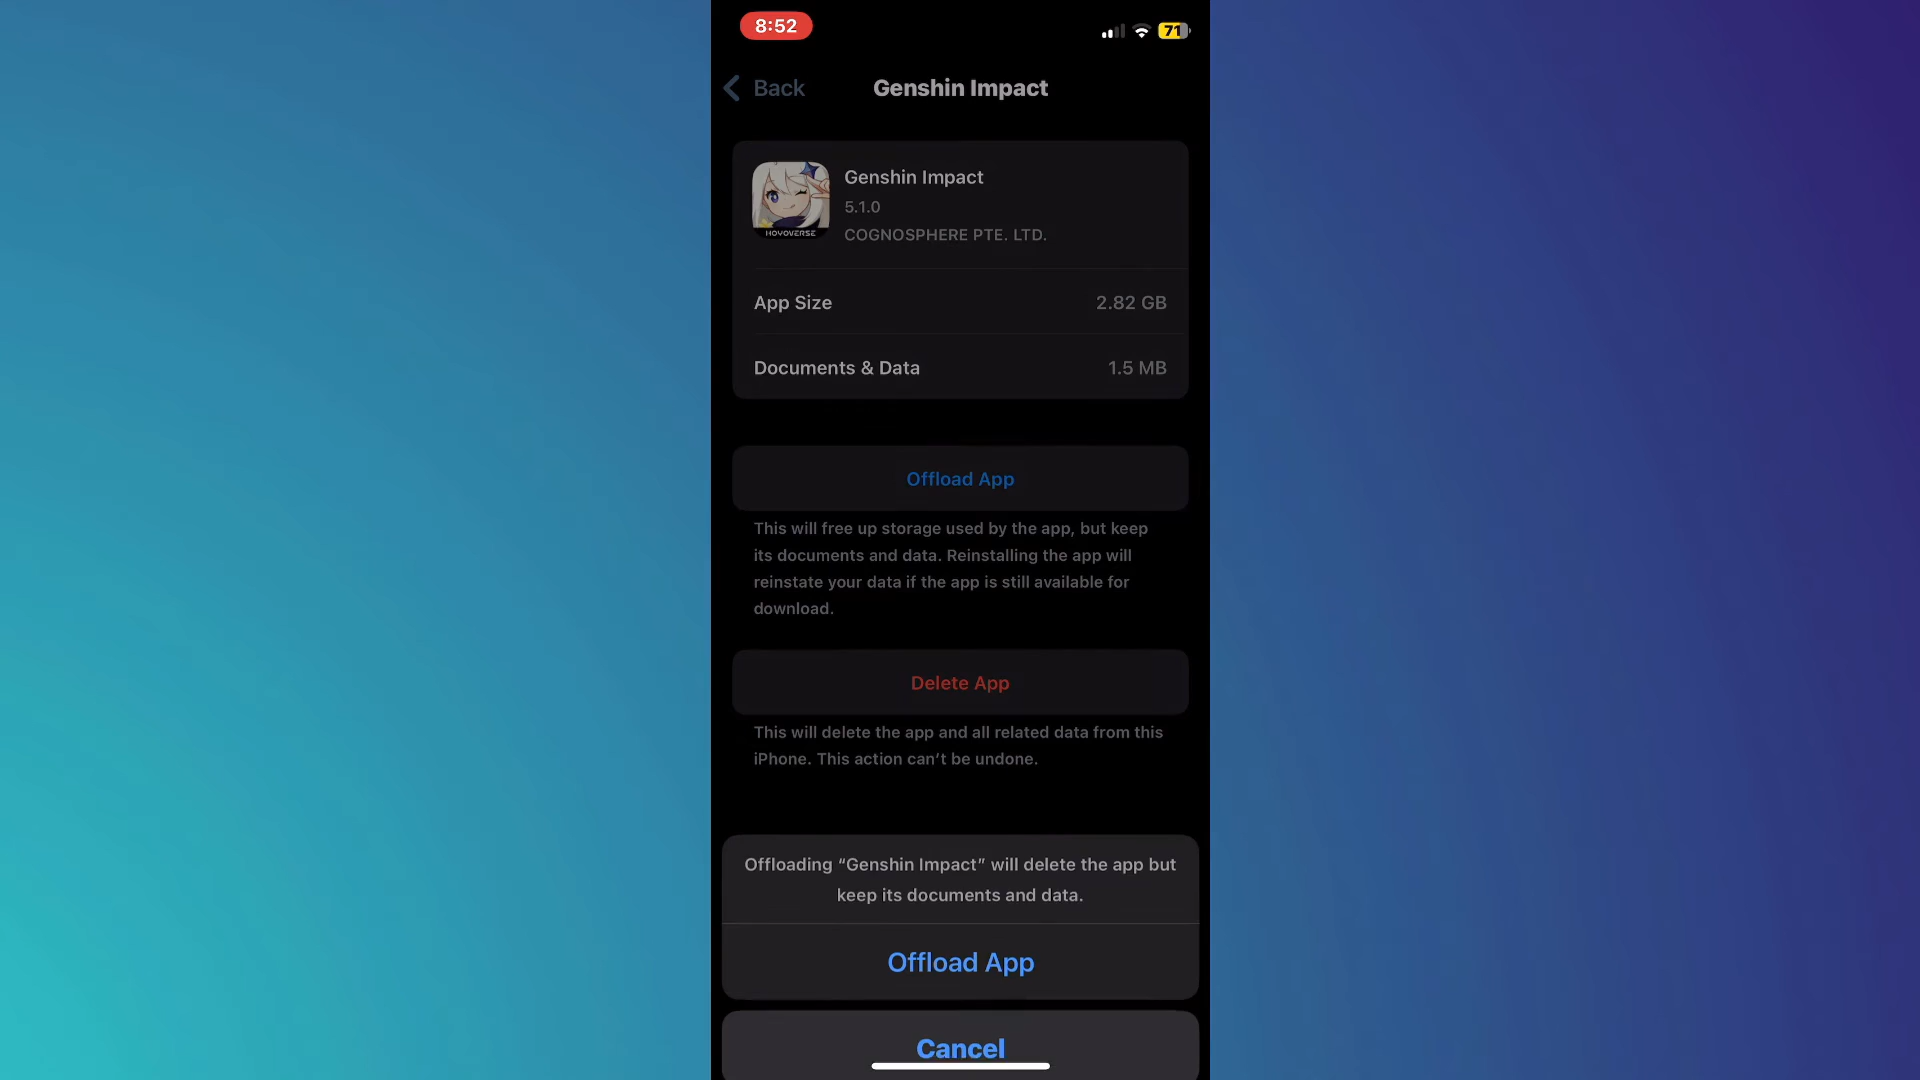 8:52
71
Back
Genshin Impact
Genshin Impact
5.1.0
HOYOVERSE
COGNOSPHERE PTE. LTD.
App Size 2.82 GB
Documents & Data 1.5 MB
Offload App
This will free up storage used by the app, but keep
its documents and data. Reinstalling the app will
reinstate your data if the app is still available for
download.
Delete App
This will delete the app and all related data from this
iPhone. This action can’t be undone.
Offloading “Genshin Impact” will delete the app but
keep its documents and data.
Offload App
Cancel